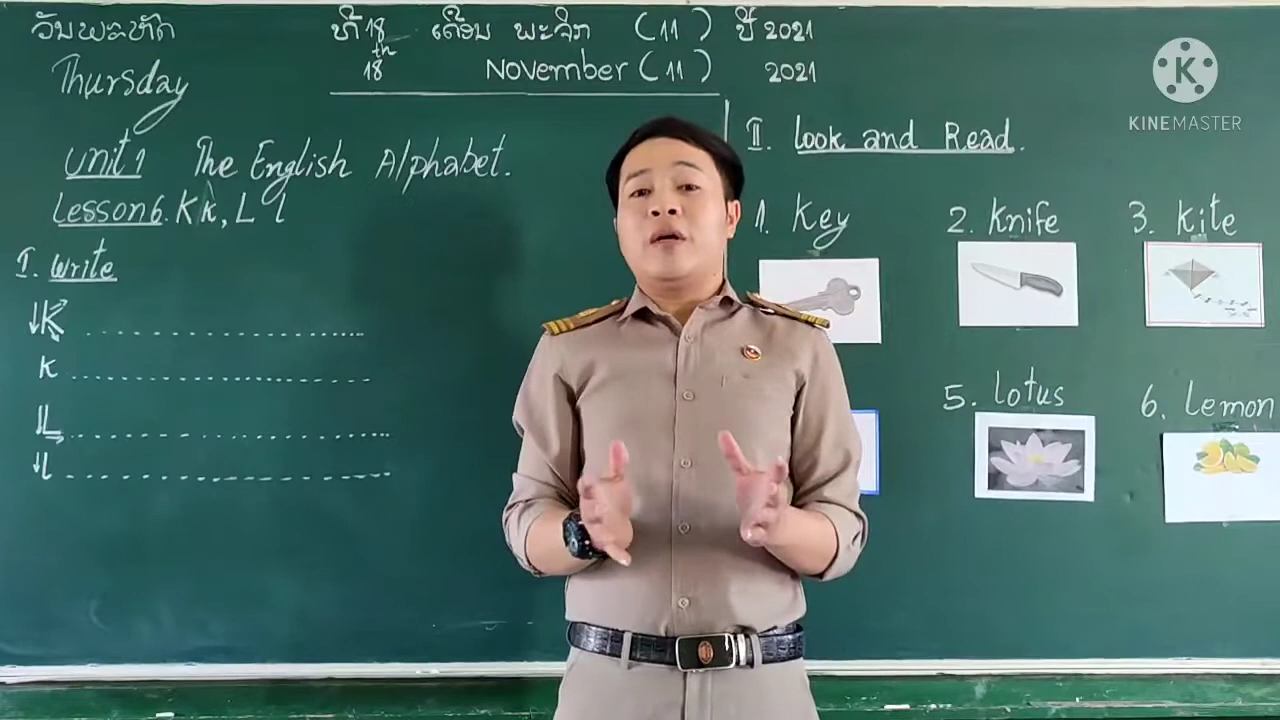 ວັນພະຫັດ ທີ 18 ເດືອນ ພະຈິກ (11) ປີ 2021
Thursday 18th November (11) 2021
Unit 1 The English Alphabet.
Lesson 6. K k, L l
I. Write
K
k
L
l
II. Look and Read.
1. Key
2. Knife
3. Kite
5. lotus
6. lemon
K
KINEMASTER